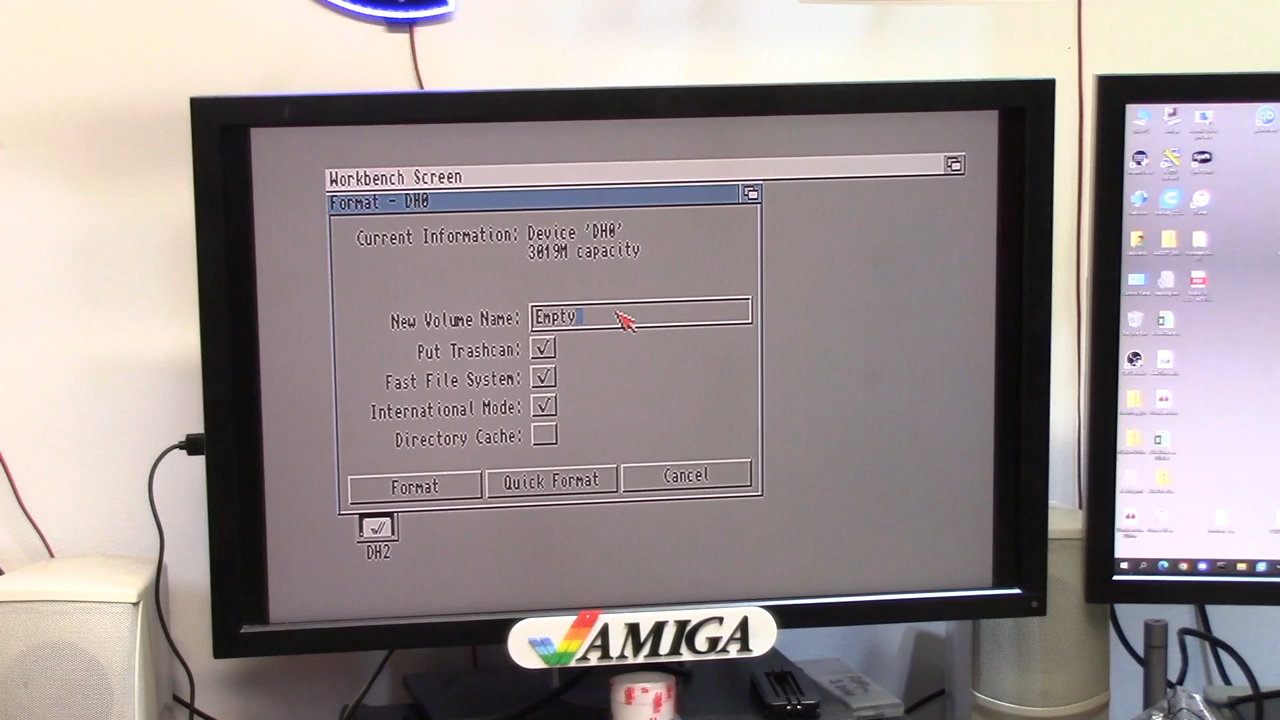 Workbench Screen
Format - DH0
Current Information: Device 'DH0'
3019M capacity
New Volume Name: Empty
Put Trashcan: √
Fast File System: √
International Mode: √
Directory Cache:
Format Quick Format Cancel
DH2
AMIGA